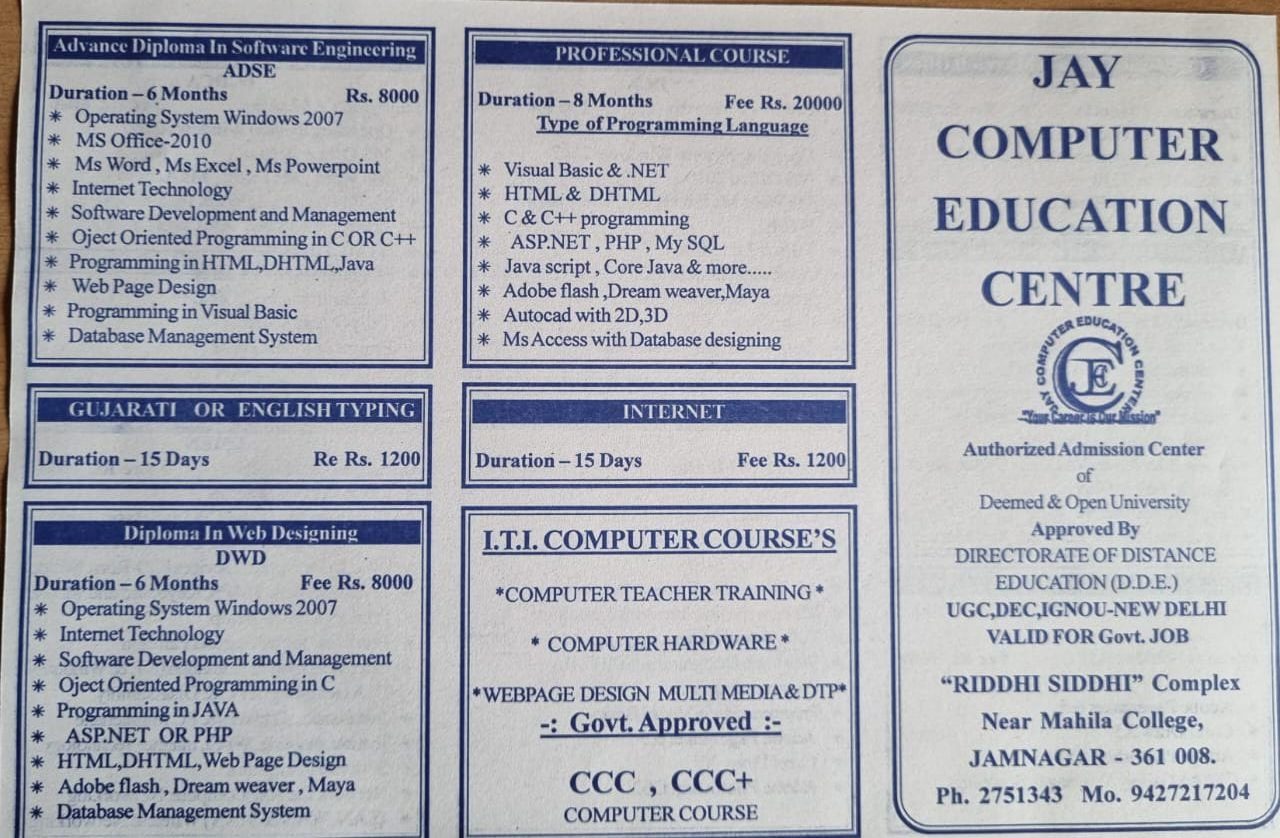 Advance Diploma In Software Engineering
ADSE
Duration – 6 Months Rs. 8000
* Operating System Windows 2007
* MS Office-2010
* Ms Word , Ms Excel , Ms Powerpoint
* Internet Technology
* Software Development and Management
* Oject Oriented Programming in C OR C++
* Programming in HTML,DHTML,Java
* Web Page Design
* Programming in Visual Basic
* Database Management System
GUJARATI OR ENGLISH TYPING
Duration – 15 Days Re Rs. 1200
Diploma In Web Designing
DWD
Duration – 6 Months Fee Rs. 8000
* Operating System Windows 2007
* Internet Technology
* Software Development and Management
* Oject Oriented Programming in C
* Programming in JAVA
* ASP.NET OR PHP
* HTML,DHTML,Web Page Design
* Adobe flash , Dream weaver , Maya
* Database Management System
PROFESSIONAL COURSE
Duration – 8 Months Fee Rs. 20000
Type of Programming Language
* Visual Basic & .NET
* HTML & DHTML
* C & C++ programming
* ASP.NET , PHP , My SQL
* Java script , Core Java & more.....
* Adobe flash ,Dream weaver,Maya
* Autocad with 2D,3D
* Ms Access with Database designing
INTERNET
Duration – 15 Days Fee Rs. 1200
I.T.I. COMPUTER COURSE'S
*COMPUTER TEACHER TRAINING *
* COMPUTER HARDWARE *
*WEBPAGE DESIGN MULTI MEDIA & DTP*
-: Govt. Approved :-
CCC , CCC+
COMPUTER COURSE
JAY
COMPUTER
EDUCATION
CENTRE
JAY COMPUTER EDUCATION CENTER
JCEC
"Your Career is Our Mission"
Authorized Admission Center
of
Deemed & Open University
Approved By
DIRECTORATE OF DISTANCE
EDUCATION (D.D.E.)
UGC,DEC,IGNOU-NEW DELHI
VALID FOR Govt. JOB
"RIDDHI SIDDHI" Complex
Near Mahila College,
JAMNAGAR - 361 008.
Ph. 2751343 Mo. 9427217204